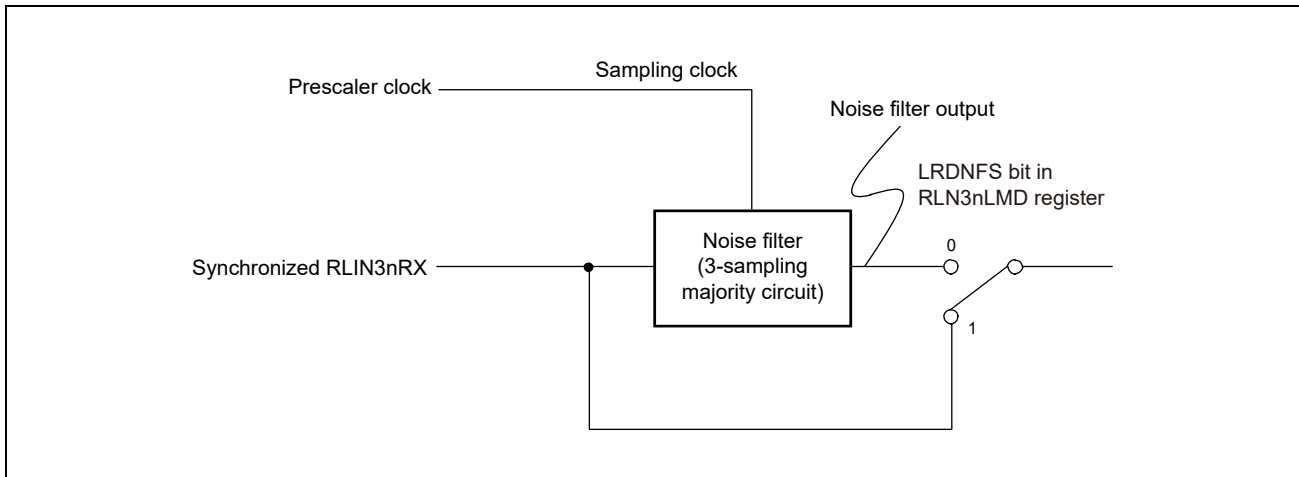 Sampling clock
Prescaler clock
Noise filter output
LRDNFS bit in
RLN3nLMD register
Noise filter
(3-sampling
majority circuit)
0
Synchronized RLIN3nRX
1